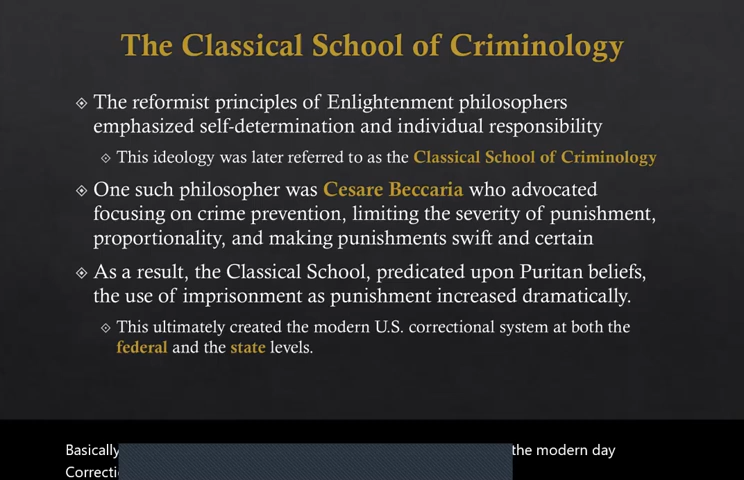 The Classical School of Criminology
The reformist principles of Enlightenment philosophers
emphasized self-determination and individual responsibility
This ideology was later referred to as the Classical School of Criminology
One such philosopher was Cesare Beccaria who advocated
focusing on crime prevention, limiting the severity of punishment,
proportionality, and making punishments swift and certain
As a result, the Classical School, predicated upon Puritan beliefs,
the use of imprisonment as punishment increased dramatically.
This ultimately created the modern U.S. correctional system at both the
federal and the state levels.
Basically the modern day